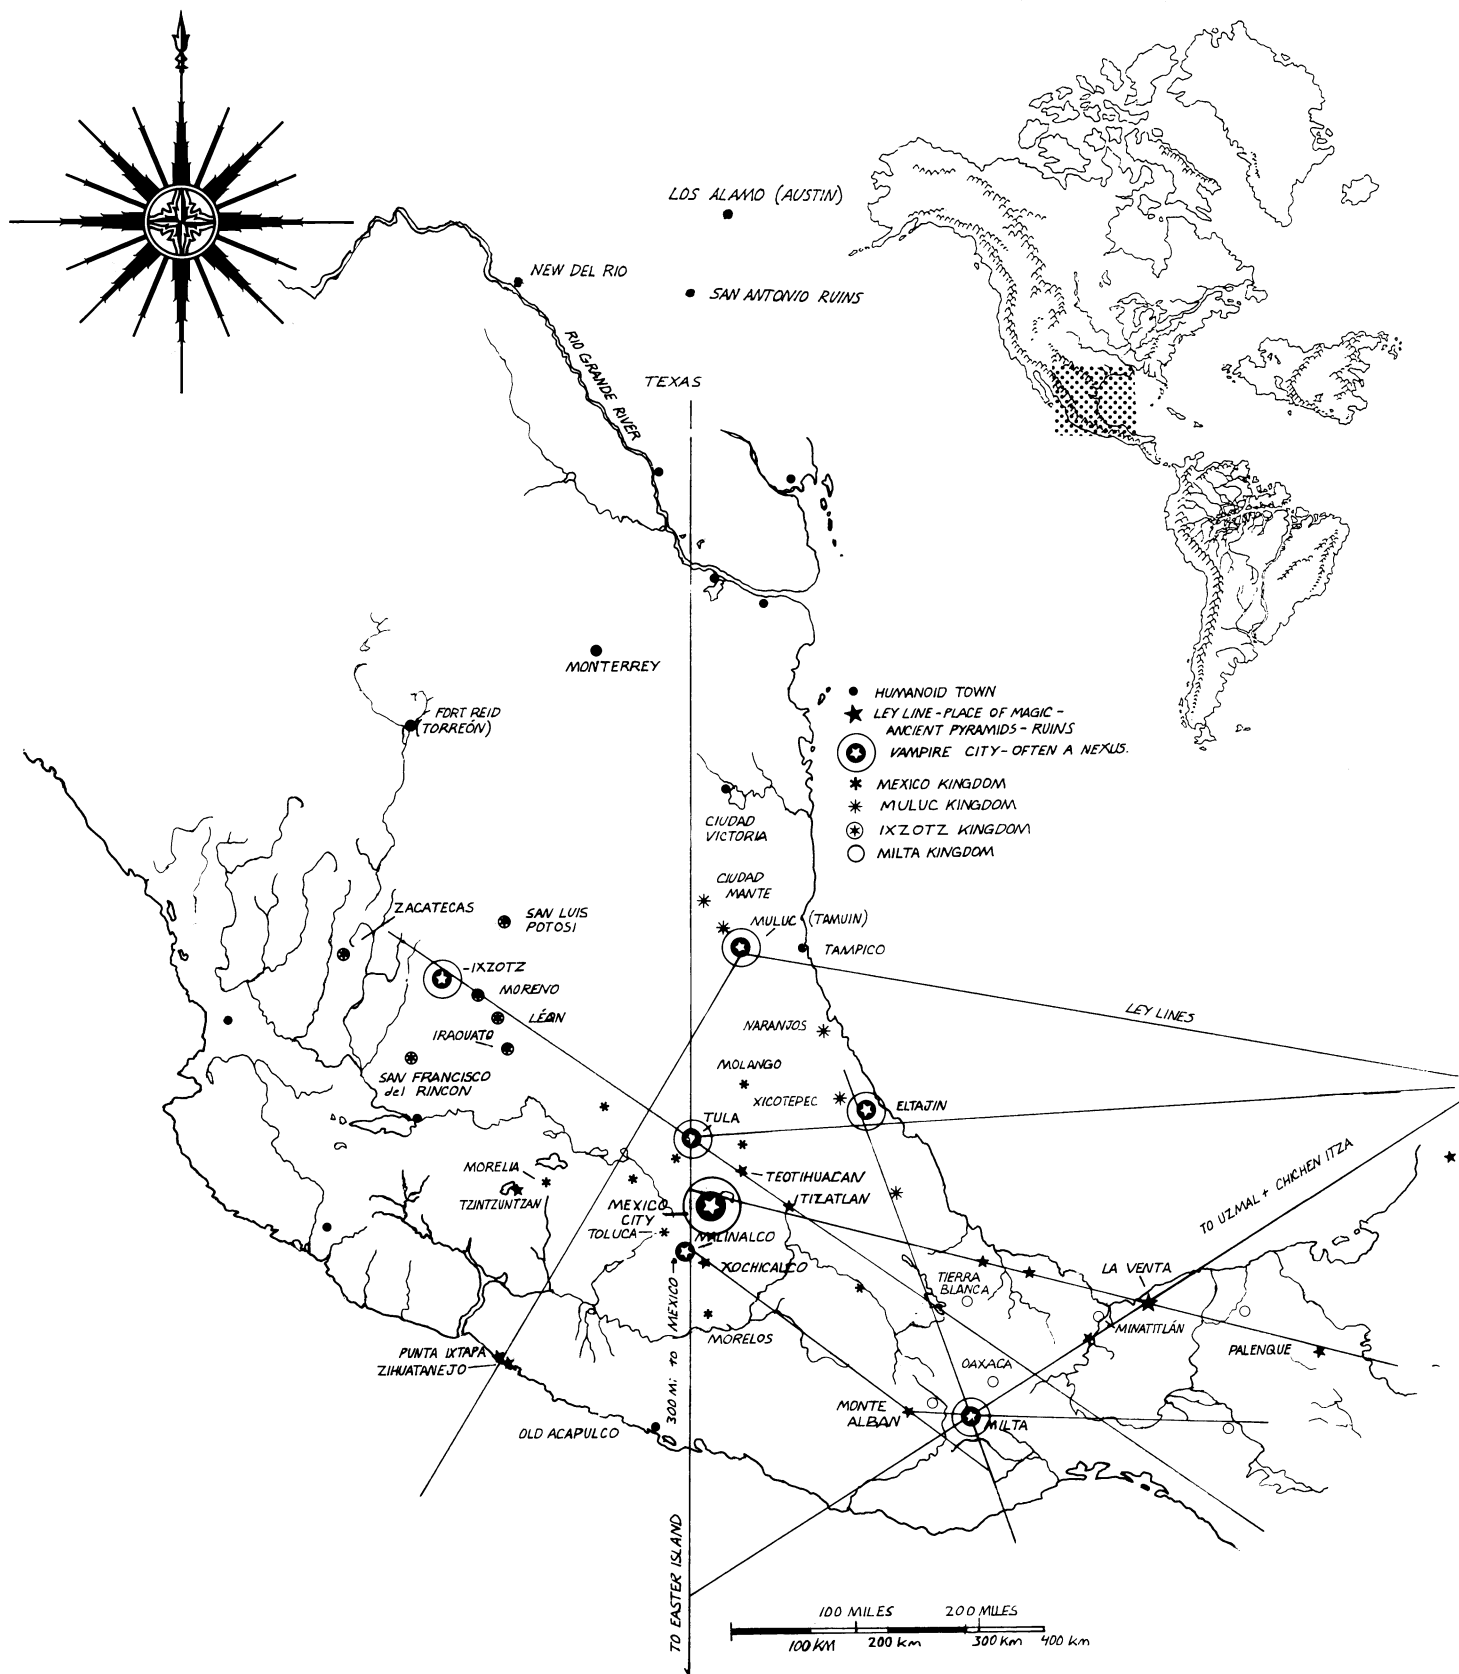 LOS ALAMO (AUSTIN)
NEW DEL RIO
SAN ANTONIO RUINS
RIO GRANDE RIVER
TEXAS
MONTERREY
FORT REID
(TORREÓN)
HUMANOID TOWN
LEY LINE - PLACE OF MAGIC -
ANCIENT PYRAMIDS - RUINS
VAMPIRE CITY - OFTEN A NEXUS.
MEXICO KINGDOM
MULUC KINGDOM
IXZOTZ KINGDOM
MILTA KINGDOM
CIUDAD
VICTORIA
CIUDAD
MANTE
ZACATECAS
SAN LUIS
POTOSI
MULUC (TAMUIN)
TAMPICO
IXZOTZ
MORENO
LÉON
IRAOUATO
SAN FRANCISCO
del RINCON
LEY LINES
NARANJOS
MOLANGO
XICOTEPEC
ELTAJIN
TULA
TEOTIHUACAN
TIZATLAN
MORELIA
TZINTZUNTZAN
MEXICO
CITY
TOLUCA
MALINALCO
XOCHICALCO
MORELOS
TO UZMAL + CHICHEN ITZA
LA VENTA
TIERRA
BLANCA
MINATITLÁN
PALENQUE
OAXACA
MONTE
ALBAN
MILTA
PUNTA IXTAPA
ZIHUATANEJO
OLD ACAPULCO
300 Mi to MEXICO
TO EASTER ISLAND
100 MILES 200 MILES
100 KM 200 Km 300 Km 400 Km